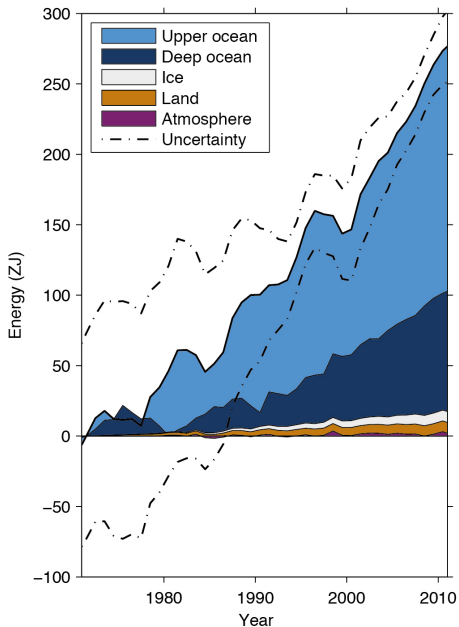 300
250
200
150
100
50
0
−50
−100
Energy (ZJ)
Upper ocean
Deep ocean
Ice
Land
Atmosphere
Uncertainty
1980 1990 2000 2010
Year